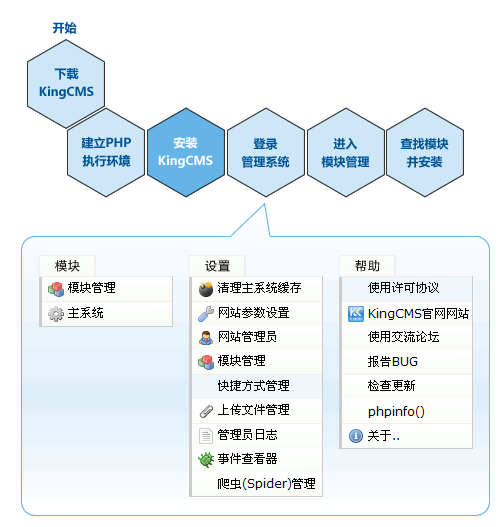 开始
下载
KingCMS
建立PHP
执行环境
安装
KingCMS
登录
管理系统
进入
模块管理
查找模块
并安装
模块
模块管理
主系统
设置
清理主系统缓存
网站参数设置
网站管理员
模块管理
快捷方式管理
上传文件管理
管理员日志
事件查看器
爬虫(Spider)管理
帮助
使用许可协议
KingCMS官网网站
使用交流论坛
报告BUG
检查更新
phpinfo()
关于..